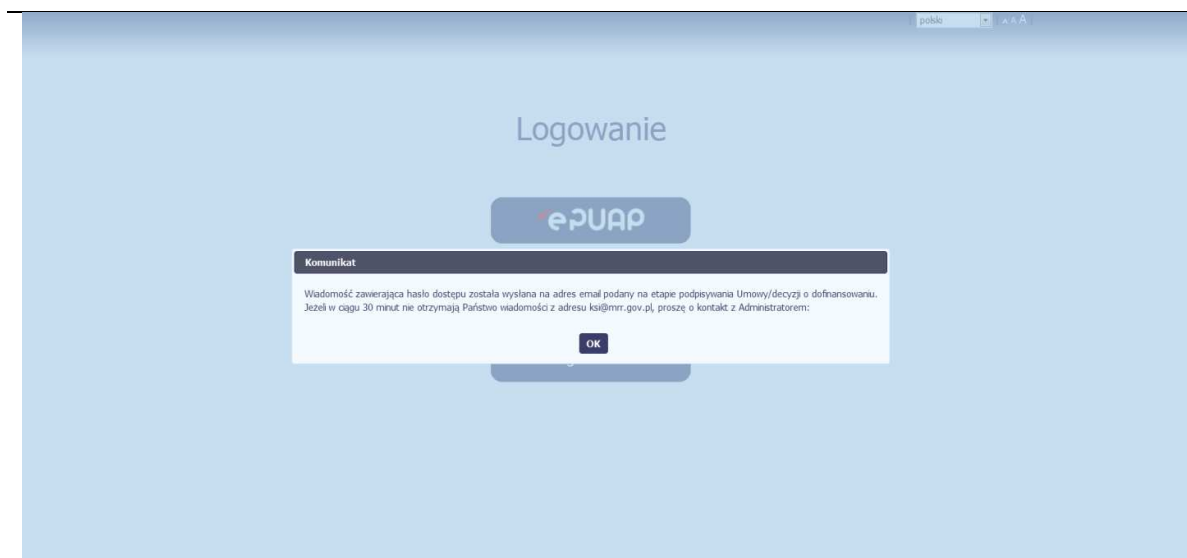 polski
A A A
Logowanie
ePUAP
Komunikat
Wiadomość zawierająca hasło dostępu została wysłana na adres email podany na etapie podpisywania Umowy/decyzji o dofinansowaniu.
Jeżeli w ciągu 30 minut nie otrzymają Państwo wiadomości z adresu ksi@mrr.gov.pl, proszę o kontakt z Administratorem:
OK